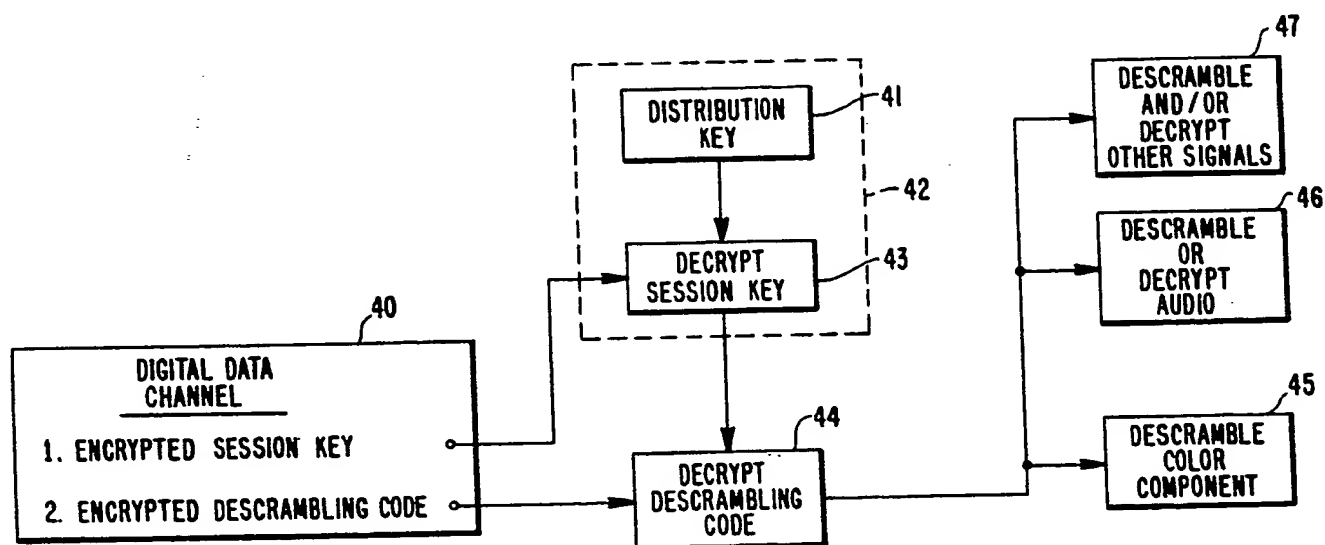 47
DESCRAMBLE
AND/OR
DECRYPT
OTHER SIGNALS
DISTRIBUTION
KEY
41
42
46
DESCRAMBLE
OR
DECRYPT
AUDIO
DECRYPT
SESSION KEY
43
40
DIGITAL DATA
CHANNEL
1. ENCRYPTED SESSION KEY
2. ENCRYPTED DESCRAMBLING CODE
44
DECRYPT
DESCRAMBLING
CODE
45
DESCRAMBLE
COLOR
COMPONENT